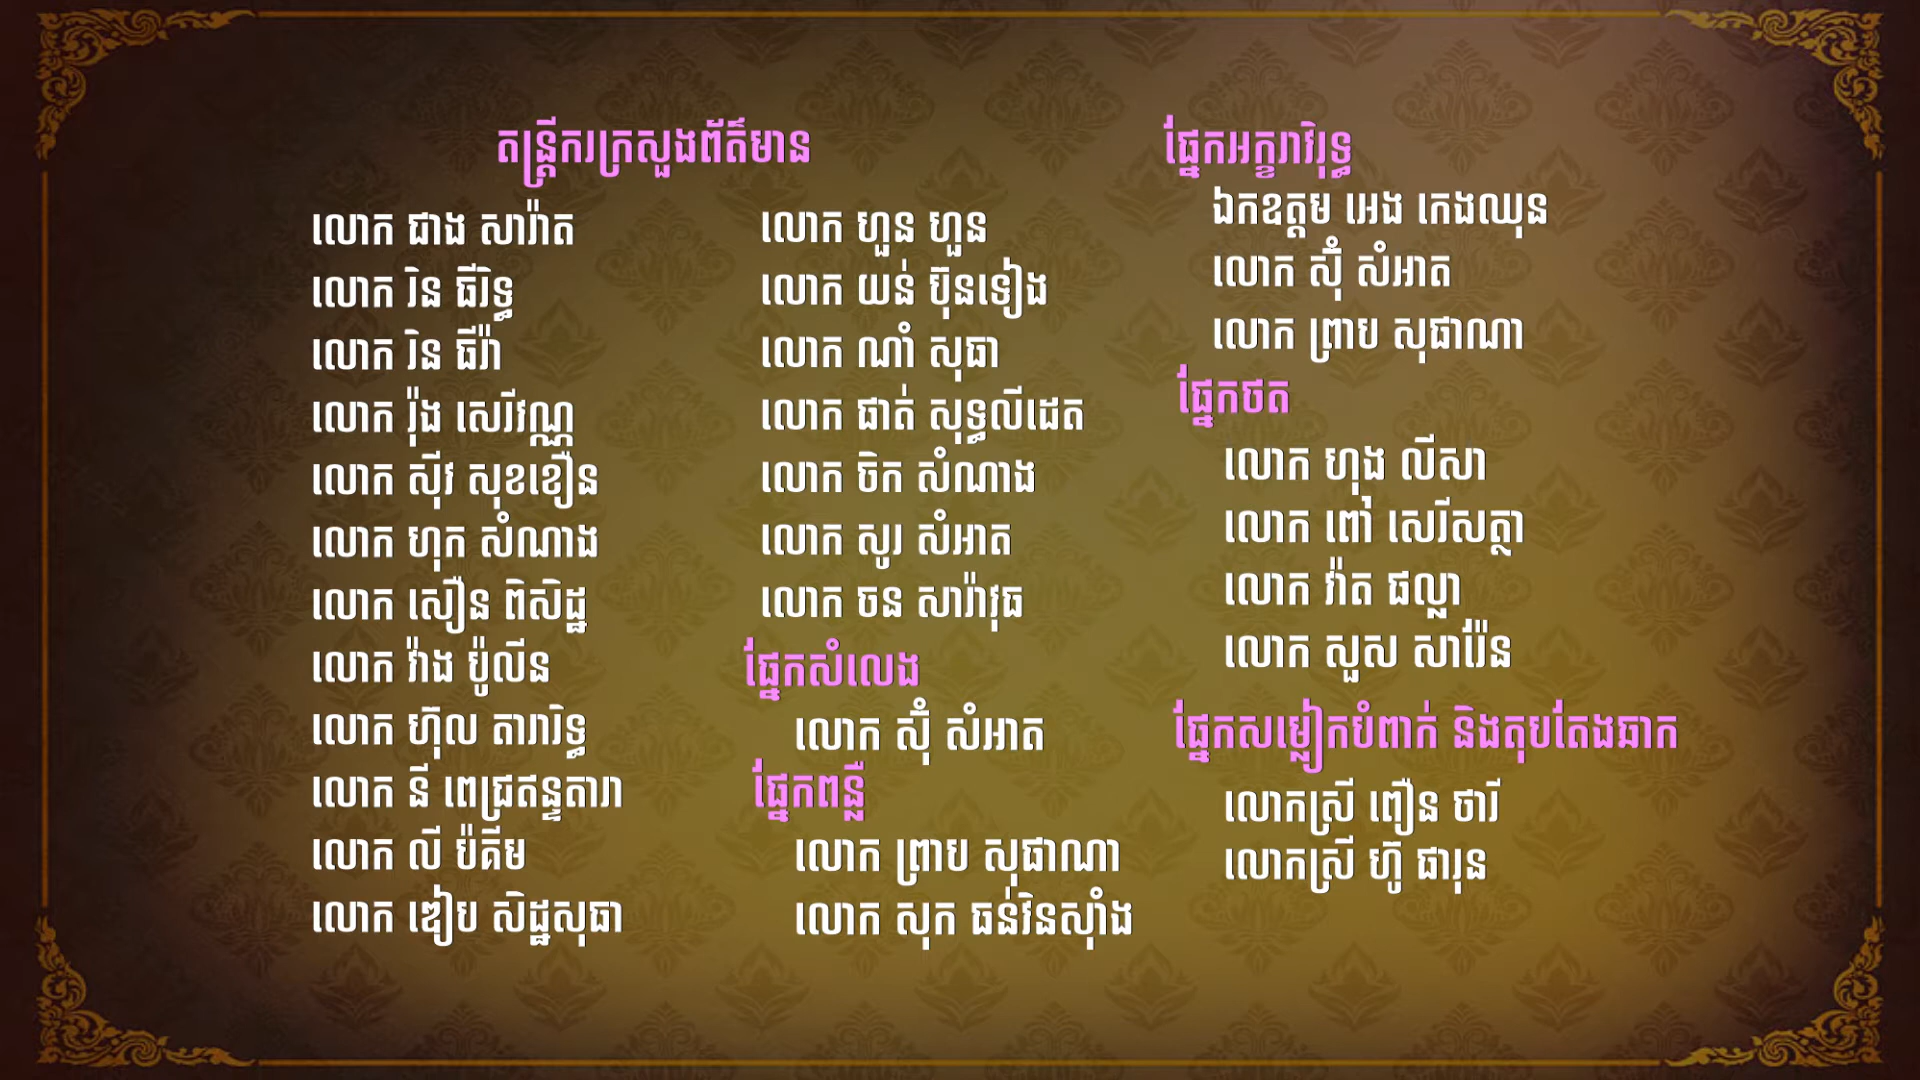 តន្ត្រីករក្រសួងព័ត៌មាន
លោក ជាង សារ៉ាត
លោក រិន ធីរិទ្ធ
លោក រិន ធីរ៉ា
លោក រ៉ុង សេរីវណ្ណ
លោក ស៊ីវ សុខខឿន
លោក ហុក សំណាង
លោក សឿន ពិសិដ្ឋ
លោក វ៉ាង ប៉ូលីន
លោក ហ៊ុល តារារិទ្ធ
លោក នី ពេជ្រឥន្ទតារា
លោក លី ប៉គីម
លោក ឌៀប សិដ្ឋសុធា
លោក ហួន ហួន
លោក យន់ ប៊ុនទៀង
លោក ណាំ សុធា
លោក ជាត់ សុទ្ធលីដេត
លោក ចិក សំណាង
លោក សូរ សំអាត
លោក ចន សារ៉ាវុធ
ផ្នែកសំលេង
លោក ស៊ុំ សំអាត
ផ្នែកពន្លឺ
លោក ព្រាប សុផាណា
លោក សុក ធន់វិនស៊ាំង
ផ្នែកអក្ខរាវិរុទ្ធ
ឯកឧត្តម អេង កេងឈុន
លោក ស៊ុំ សំអាត
លោក ព្រាប សុផាណា
ផ្នែកថត
លោក ហុង លីសា
លោក ពៅ សេរីសត្ថា
លោក វ៉ាត ផល្លា
លោក សួស សារ៉ែន
ផ្នែកសម្លៀកបំពាក់ និងតុបតែងឆាក
លោកស្រី ពឿន ថារី
លោកស្រី ហ៊ូ ផារុន